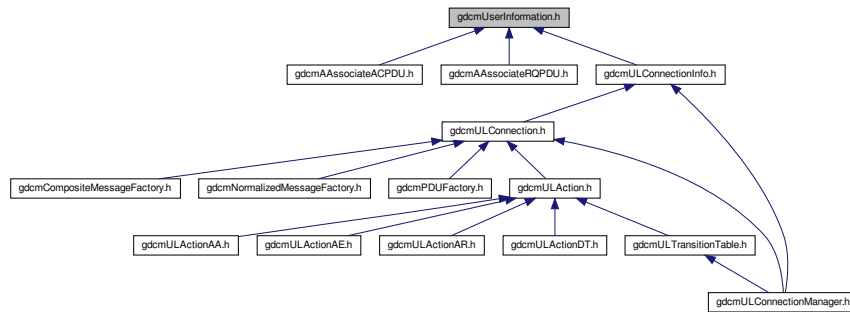 gdcmUserInformation.h
gdcmAAssociateACPDU.h
gdcmAAssociateRQPDU.h
gdcmULConnectionInfo.h
gdcmULConnection.h
gdcmCompositeMessageFactory.h
gdcmNormalizedMessageFactory.h
gdcmPDUFactory.h
gdcmULAction.h
gdcmULActionAA.h
gdcmULActionAE.h
gdcmULActionAR.h
gdcmULActionDT.h
gdcmULTransitionTable.h
gdcmULConnectionManager.h